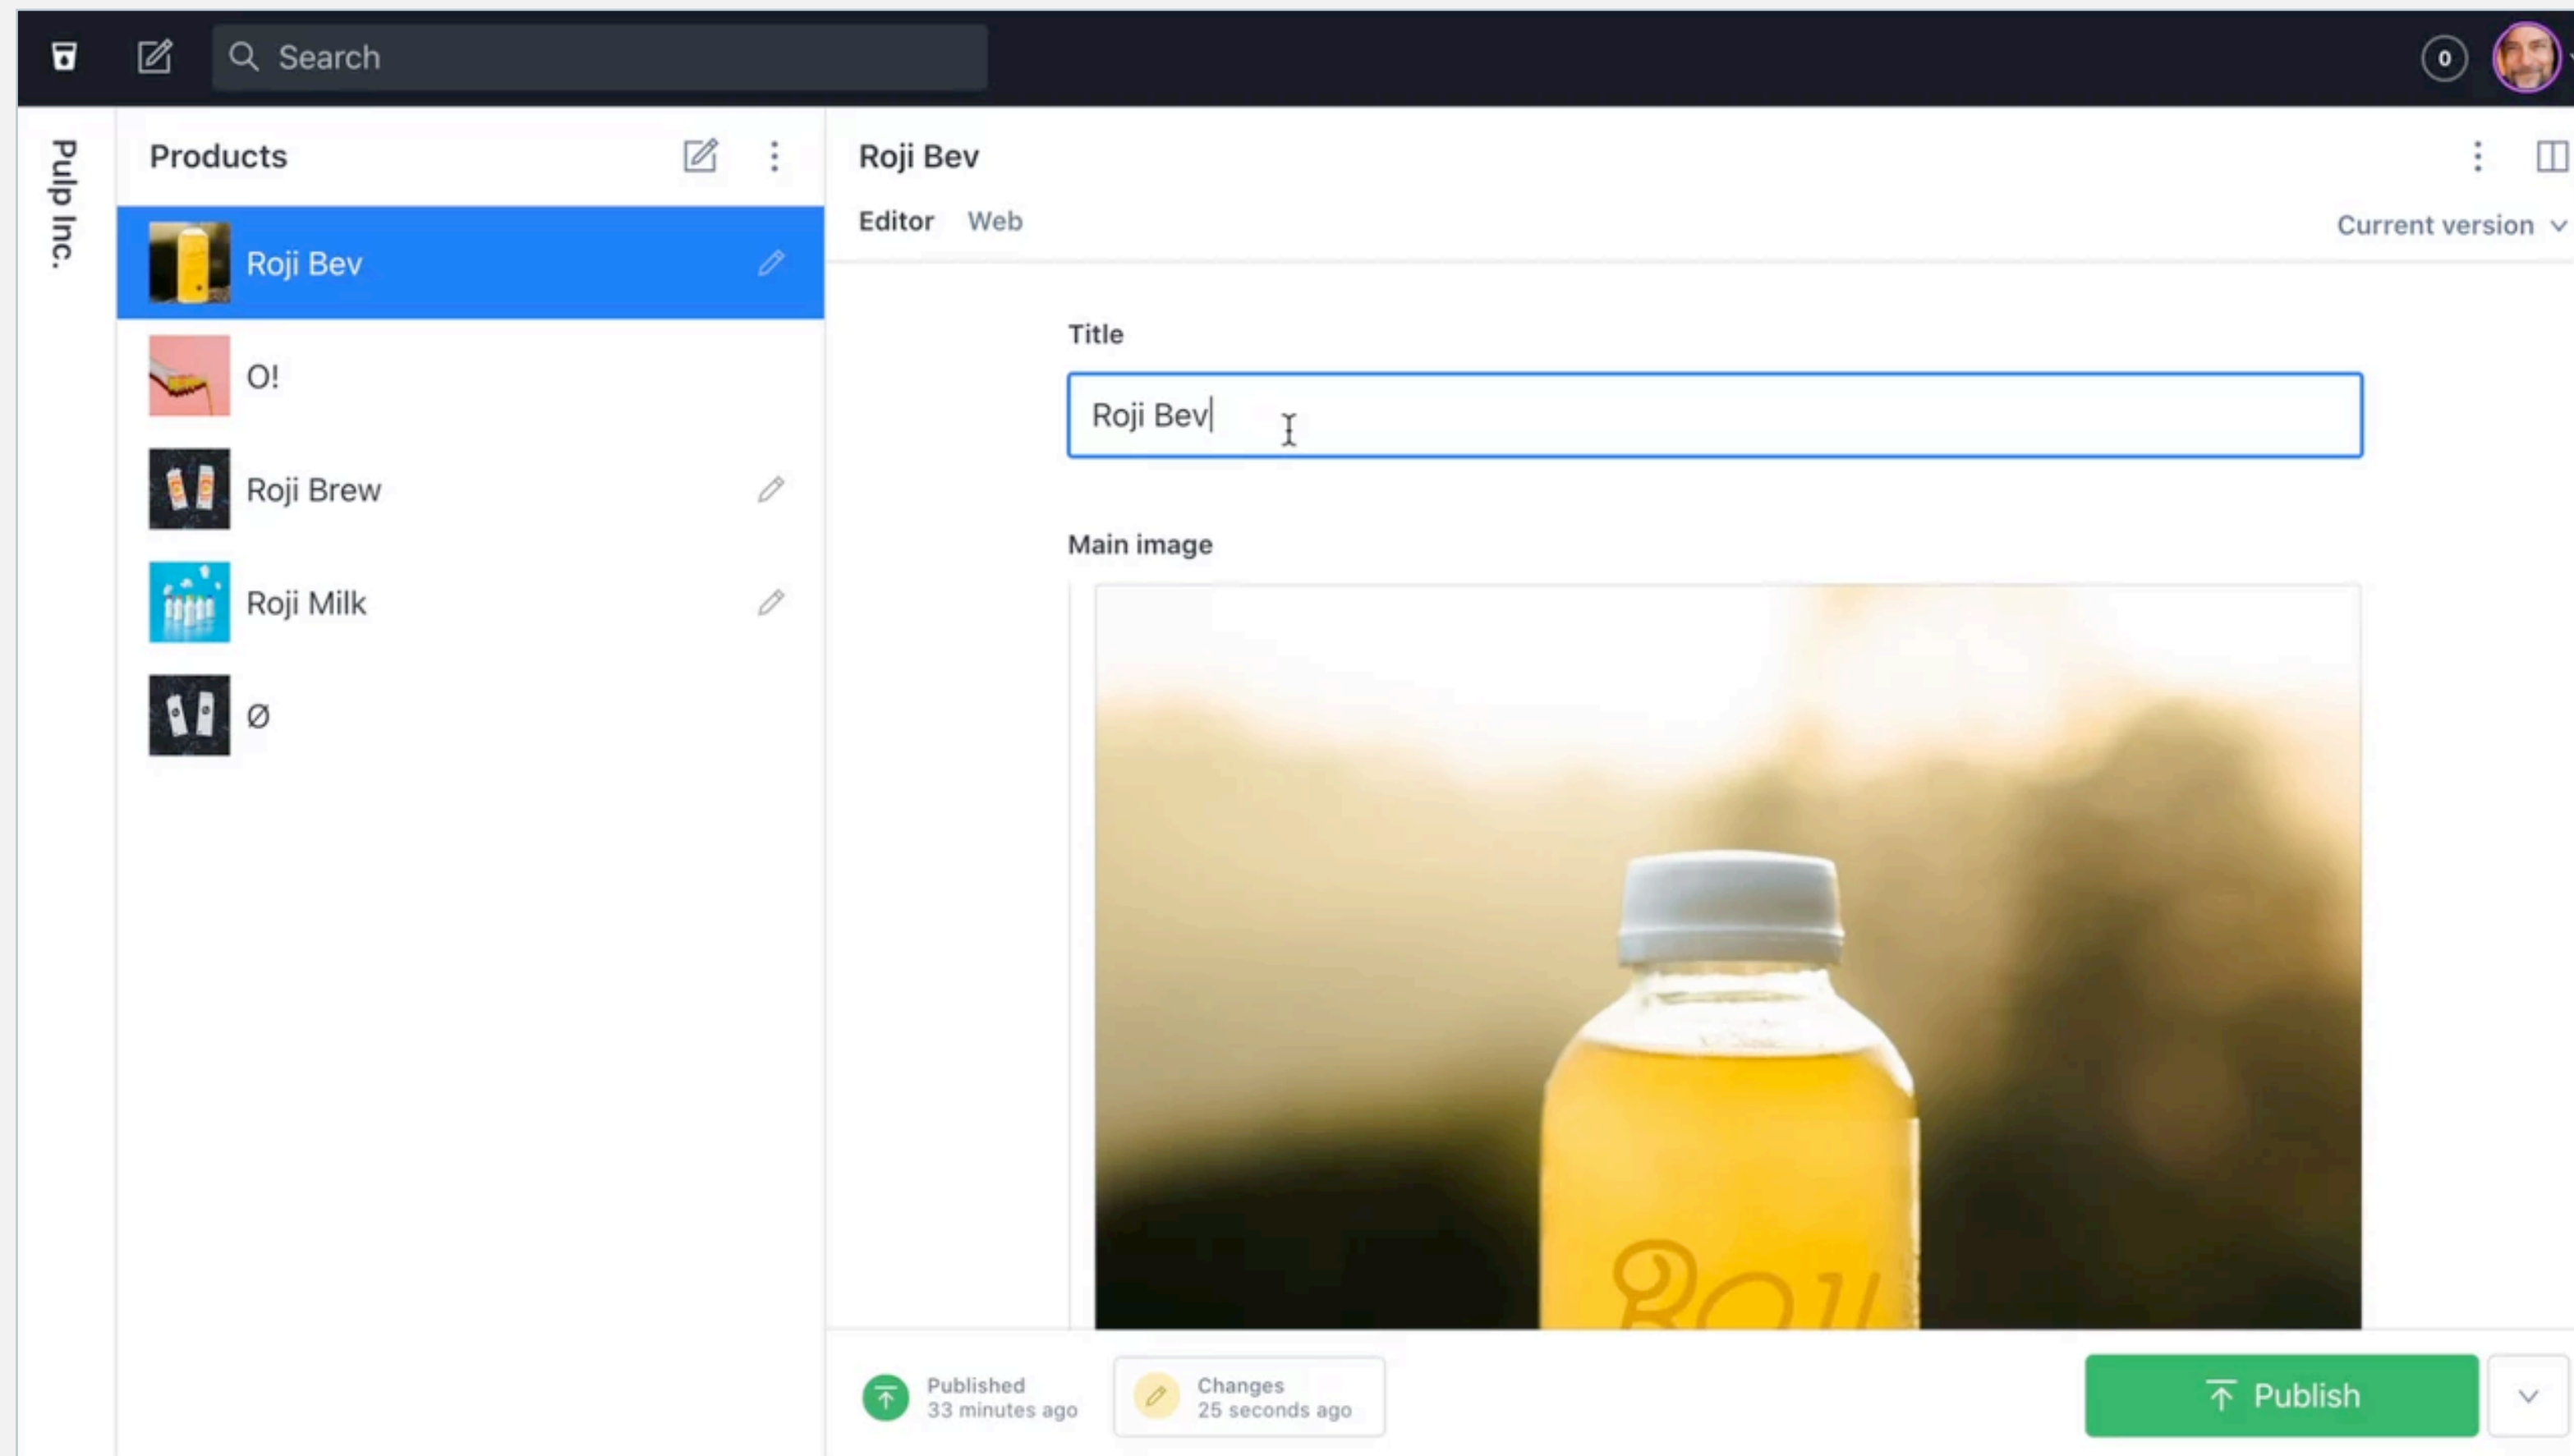 Search
0
Pulp Inc.
Products
Roji Bev
O!
Roji Brew
Roji Milk
Ø
Roji Bev
Editor Web
Current version
Title
Roji Bev
Main image
Roji
Published
33 minutes ago
Changes
25 seconds ago
Publish